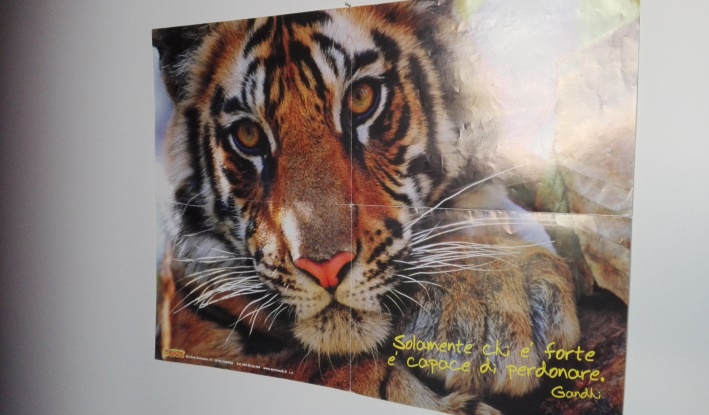 Solamente chi e' forte
e' capace di perdonare.
Gandhi